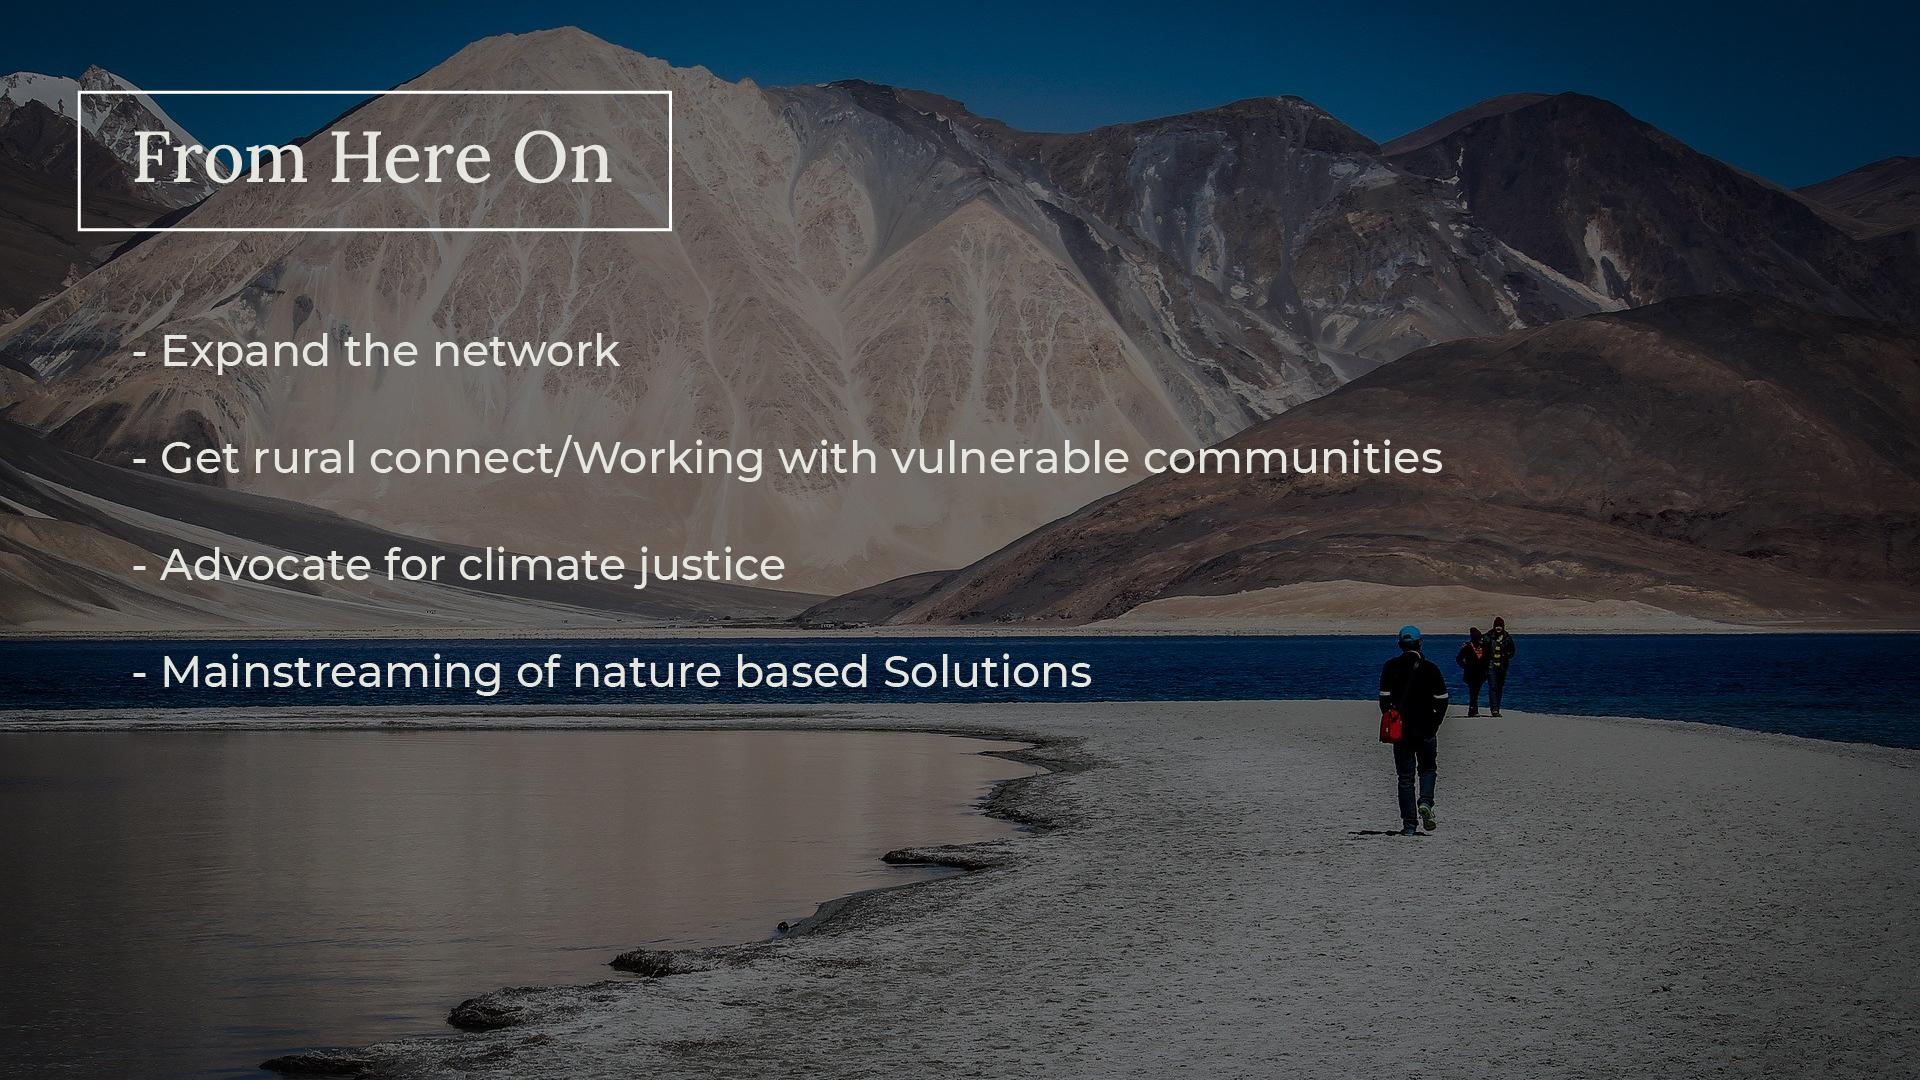 From Here On
- Expand the network
- Get rural connect/Working with vulnerable communities
- Advocate for climate justice
- Mainstreaming of nature based Solutions